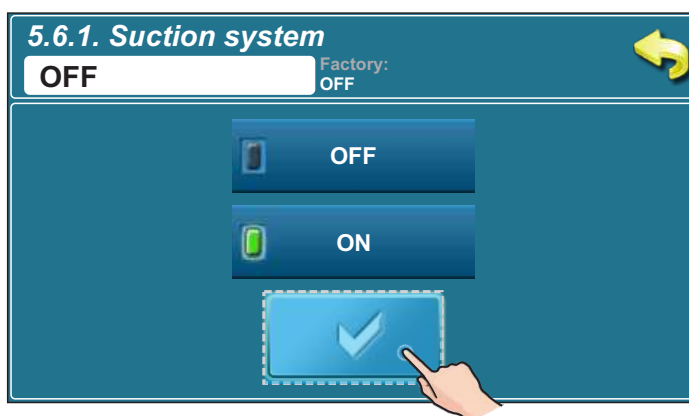 5.6.1. Suction system
OFF
Factory:
OFF
OFF
ON